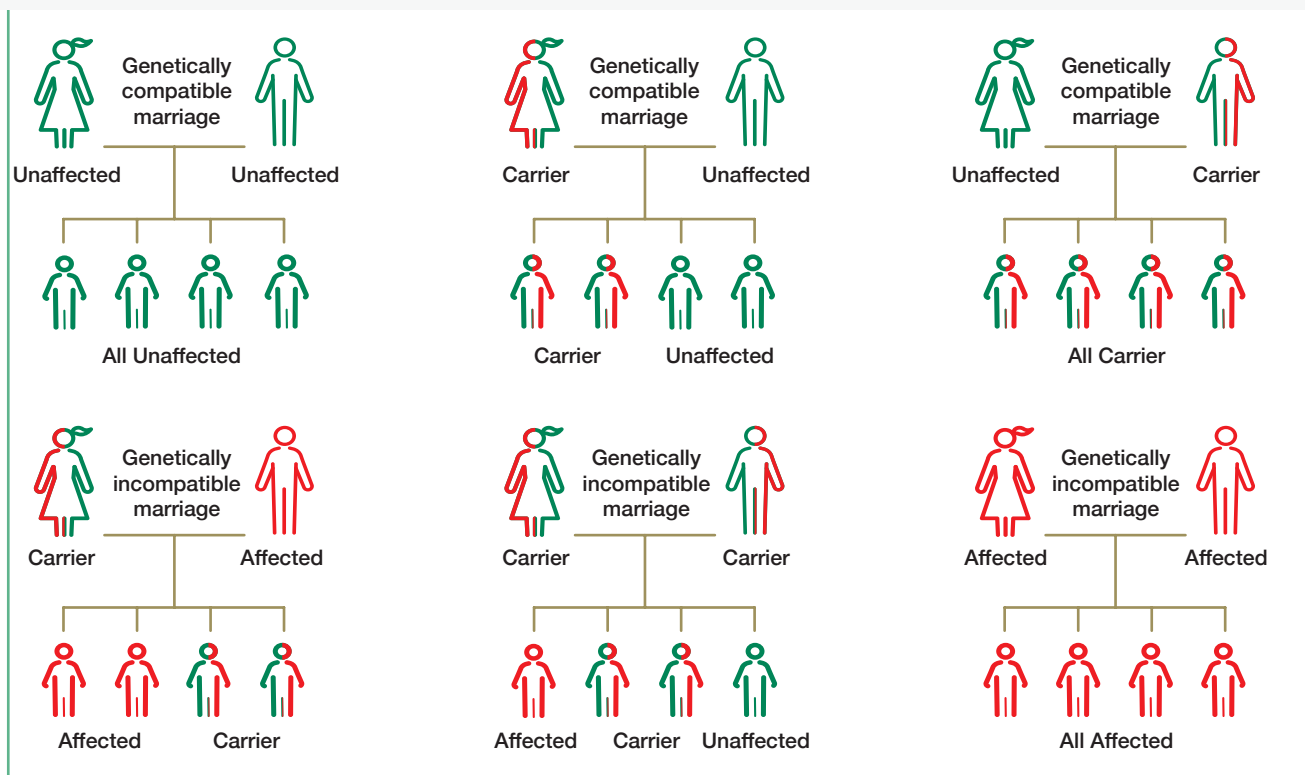 Genetically
compatible
marriage
Unaffected
Unaffected
All Unaffected
Genetically
compatible
marriage
Carrier
Unaffected
Carrier
Unaffected
Genetically
compatible
marriage
Unaffected
Carrier
All Carrier
Genetically
incompatible
marriage
Carrier
Affected
Affected
Carrier
Genetically
incompatible
marriage
Carrier
Carrier
Affected
Carrier
Unaffected
Genetically
incompatible
marriage
Affected
Affected
All Affected